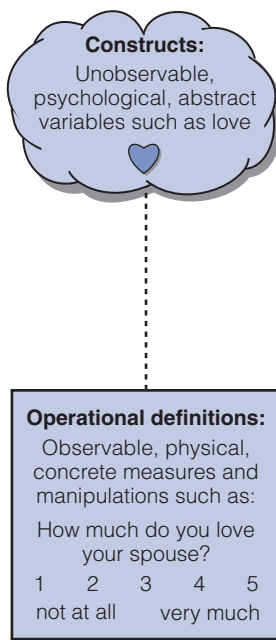 Constructs:
Unobservable,
psychological, abstract
variables such as love
Operational definitions:
Observable, physical,
concrete measures and
manipulations such as:
How much do you love
your spouse?
1 2 3 4 5
not at all very much